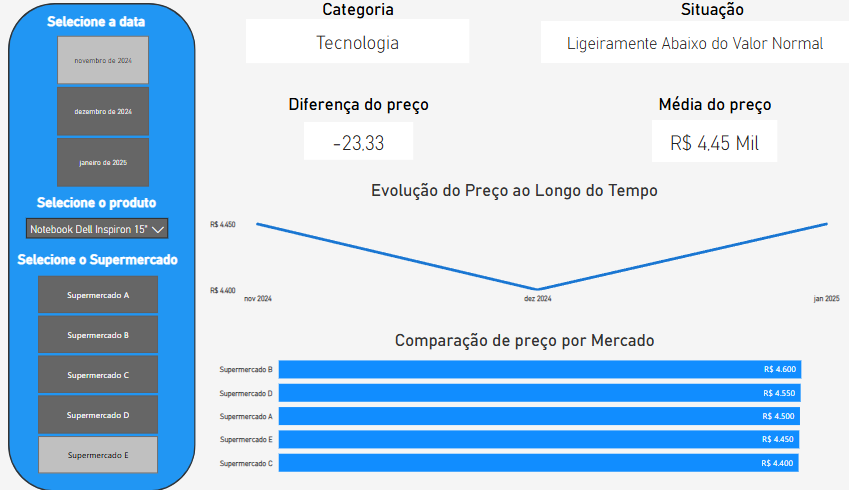 Selecione a data
novembro de 2024
dezembro de 2024
janeiro de 2025
Selecione o produto
Notebook Dell Inspiron 15"
Selecione o Supermercado
Supermercado A
Supermercado B
Supermercado C
Supermercado D
Supermercado E
Categoria
Tecnologia
Situação
Ligeiramente Abaixo do Valor Normal
Diferença do preço
-23,33
Média do preço
R$ 4,45 Mil
Evolução do Preço ao Longo do Tempo
R$ 4.450
R$ 4.400
nov 2024
dez 2024
jan 2025
Comparação de preço por Mercado
Supermercado B R$ 4.600
Supermercado D R$ 4.550
Supermercado A R$ 4.500
Supermercado E R$ 4.450
Supermercado C R$ 4.400